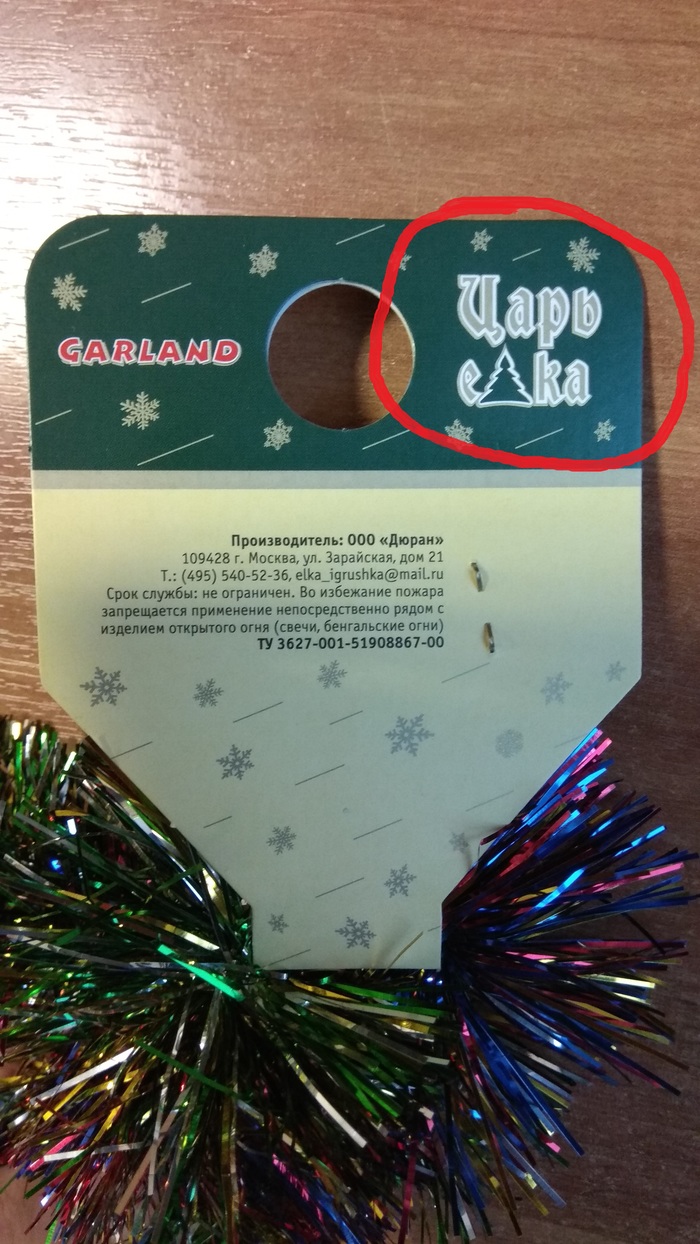 GARLAND
Царь
елка
Производитель: ООО «Дюран»
109428 г. Москва, ул. Зарайская, дом 21
Т.: (495) 540-52-36, elka_igrushka@mail.ru
Срок службы: не ограничен. Во избежание пожара
запрещается применение непосредственно рядом с
изделием открытого огня (свечи, бенгальские огни)
ТУ 3627-001-51908867-00